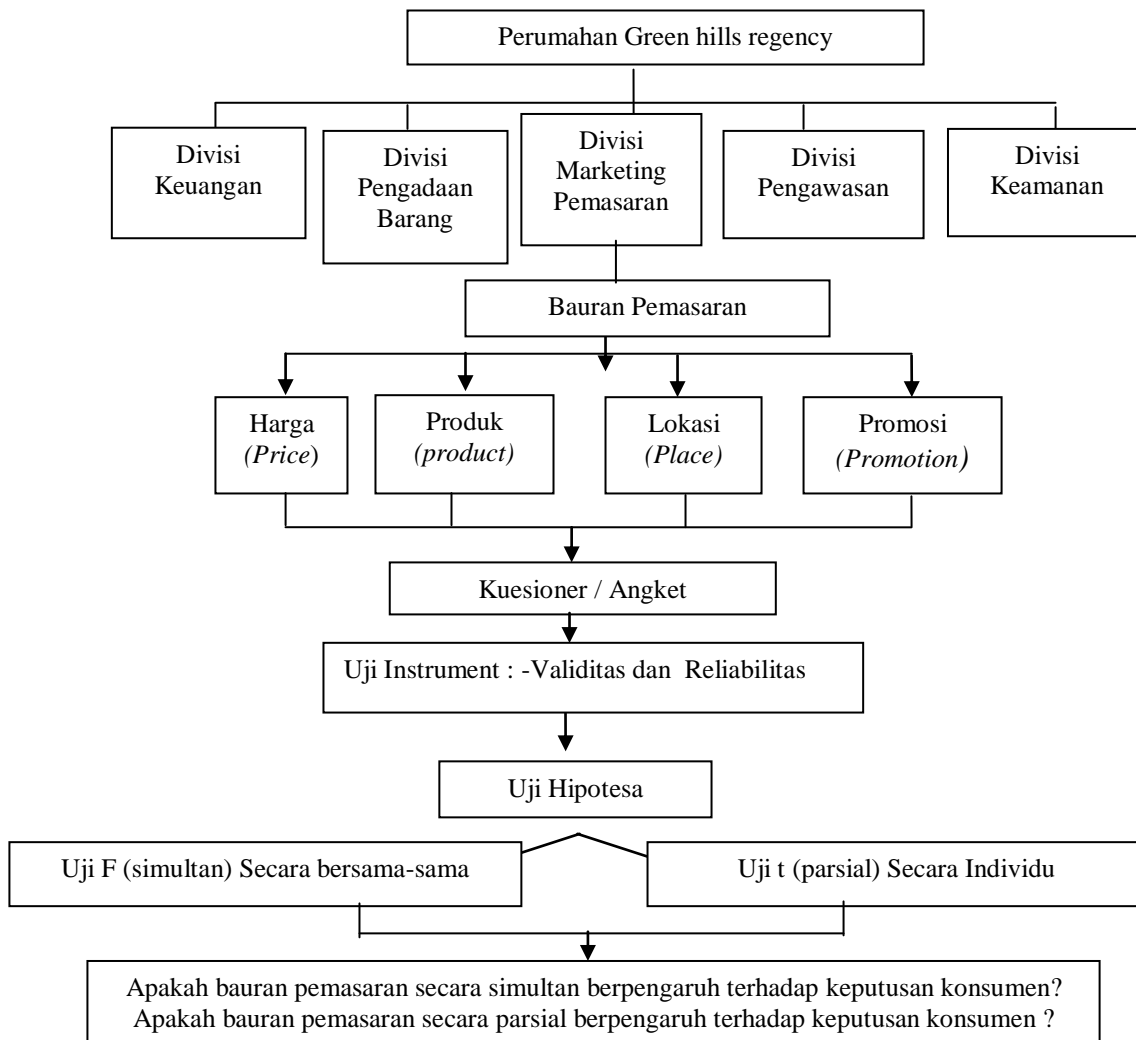 Perumahan Green hills regency
Divisi
Keuangan
Divisi
Pengadaan
Barang
Divisi
Marketing
Pemasaran
Divisi
Pengawasan
Divisi
Keamanan
Bauran Pemasaran
Harga
(Price)
Produk
(product)
Lokasi
(Place)
Promosi
(Promotion)
Kuesioner / Angket
Uji Instrument : -Validitas dan Reliabilitas
Uji Hipotesa
Uji F (simultan) Secara bersama-sama
Uji t (parsial) Secara Individu
Apakah bauran pemasaran secara simultan berpengaruh terhadap keputusan konsumen?
Apakah bauran pemasaran secara parsial berpengaruh terhadap keputusan konsumen ?